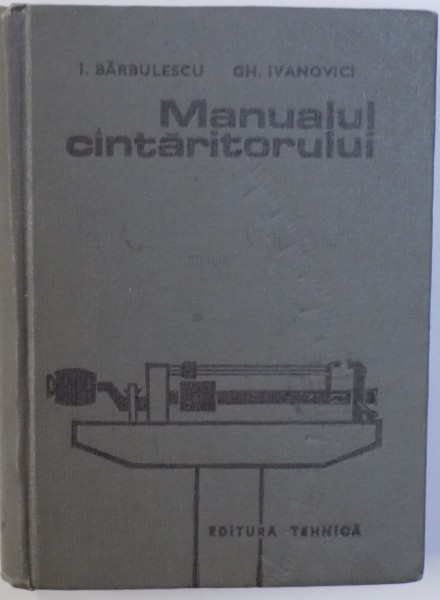 I. BĂRBULESCU GH. IVANOVICI
Manualul
cîntăritorului
EDITURA TEHNICĂ